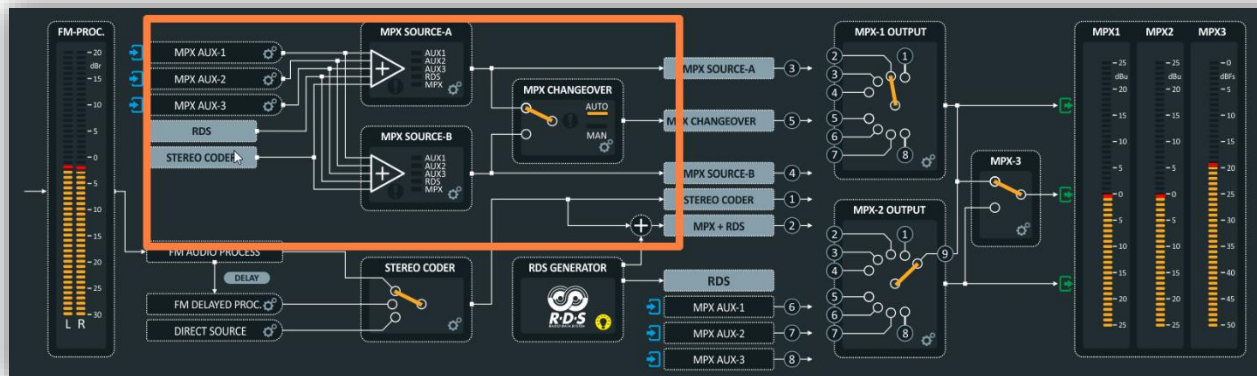 FM-PROC.
20
dBr
15
10
5
0
5
10
15
20
25
30
L R
MPX AUX-1
MPX AUX-2
MPX AUX-3
RDS
STEREO CODER
FM AUDIO PROCESS
DELAY
FM DELAYED PROC.
DIRECT SOURCE
MPX SOURCE-A
AUX1
AUX2
AUX3
RDS
MPX
MPX SOURCE-B
AUX1
AUX2
AUX3
RDS
MPX
MPX CHANGEOVER
AUTO
MAN
STEREO CODER
RDS GENERATOR
R·D·S
RADIO DATA SYSTEM
MPX SOURCE-A 3
MPX CHANGEOVER 5
MPX SOURCE-B 4
STEREO CODER 1
MPX + RDS 2
RDS
MPX AUX-1 6
MPX AUX-2 7
MPX AUX-3 8
MPX-1 OUTPUT
2 1
3
4
5
6
7 8
MPX-2 OUTPUT
2 1
3
4 9
5
6
7 8
MPX-3
MPX1 MPX2 MPX3
25 25 0
dBu dBu dBFs
20 20 5
15 15 10
10 10 15
5 5 20
0 0 25
5 5 30
10 10 35
15 15 40
20 20 45
25 25 50